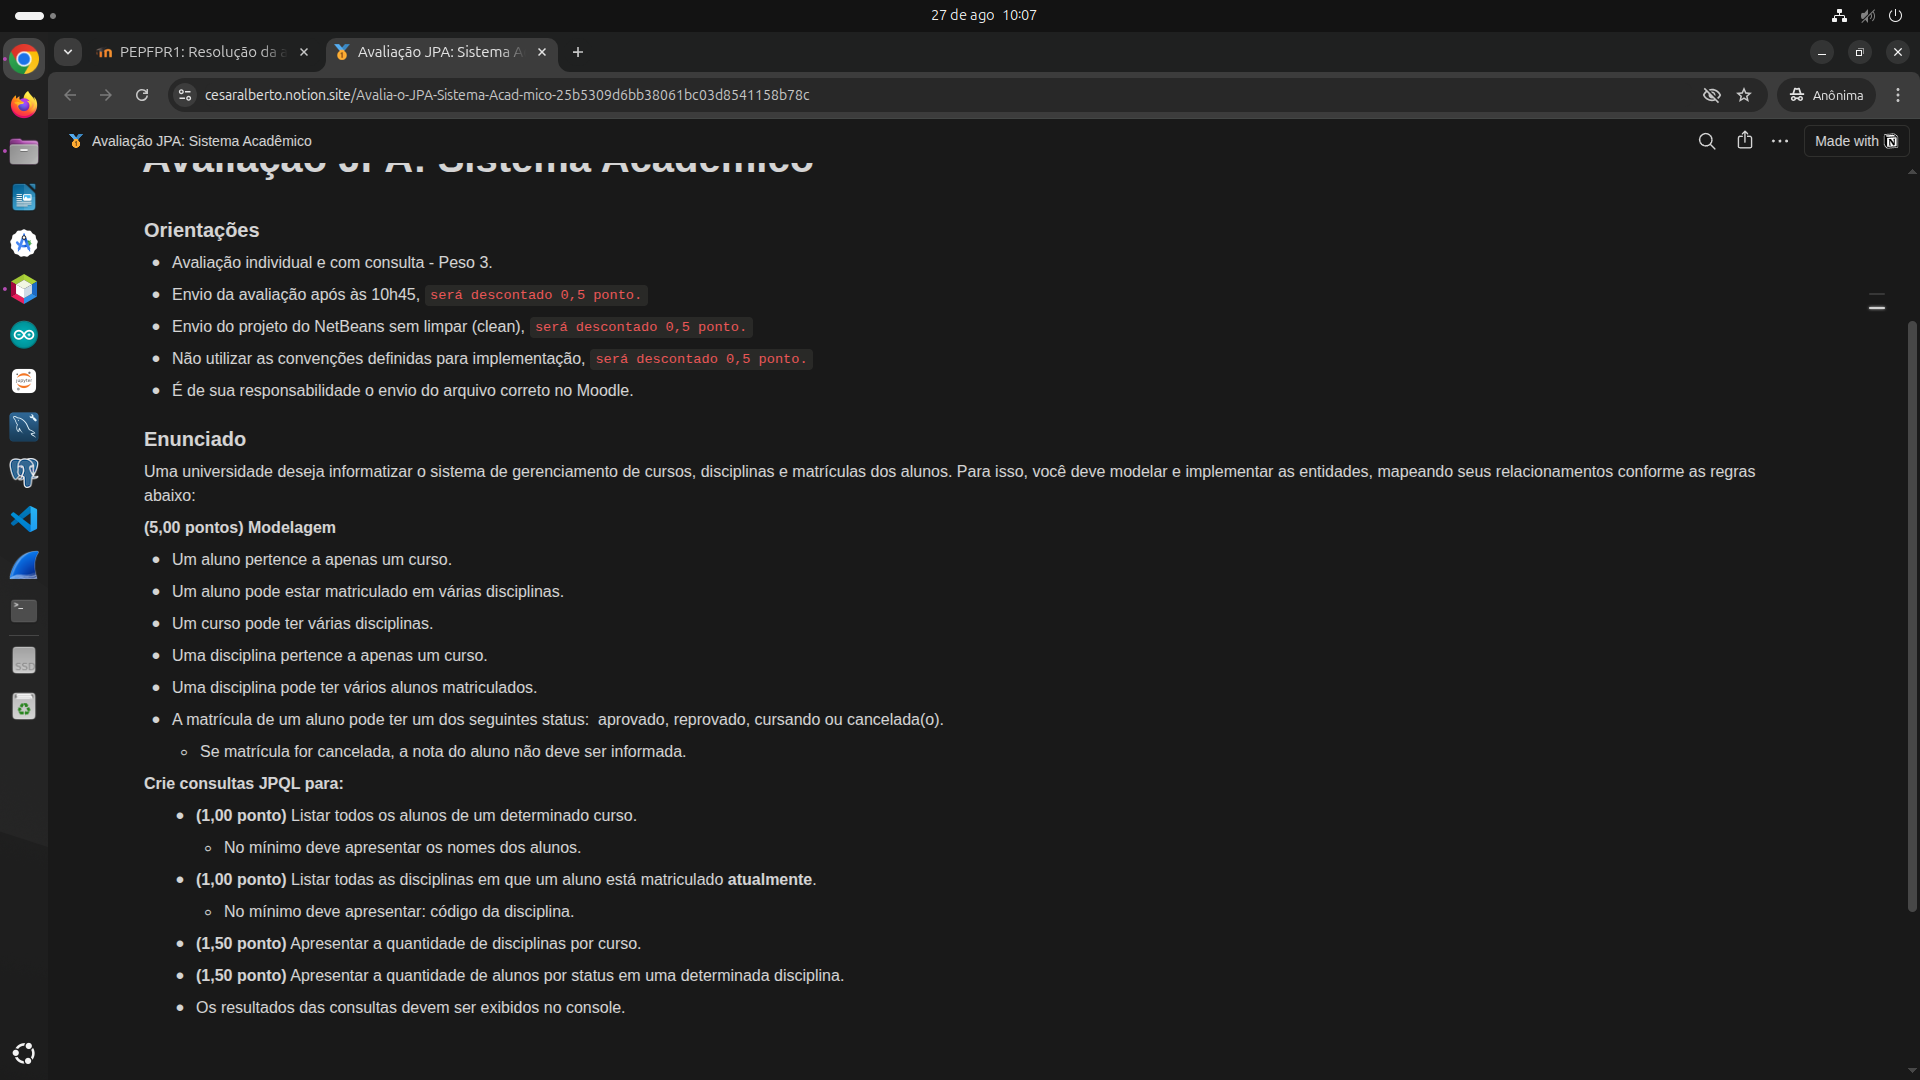 27 de ago 10:07
PEPFPR1: Resolução da a
Avaliação JPA: Sistema A
cesaralberto.notion.site/Avalia-o-JPA-Sistema-Acad-mico-25b5309d6bb38061bc03d8541158b78c
Anônima
Avaliação JPA: Sistema Acadêmico
Made with
Avaliação JPA: Sistema Acadêmico
Orientações
Avaliação individual e com consulta - Peso 3.
Envio da avaliação após às 10h45, será descontado 0,5 ponto.
Envio do projeto do NetBeans sem limpar (clean), será descontado 0,5 ponto.
Não utilizar as convenções definidas para implementação, será descontado 0,5 ponto.
É de sua responsabilidade o envio do arquivo correto no Moodle.
Enunciado
Uma universidade deseja informatizar o sistema de gerenciamento de cursos, disciplinas e matrículas dos alunos. Para isso, você deve modelar e implementar as entidades, mapeando seus relacionamentos conforme as regras
abaixo:
(5,00 pontos) Modelagem
Um aluno pertence a apenas um curso.
Um aluno pode estar matriculado em várias disciplinas.
Um curso pode ter várias disciplinas.
Uma disciplina pertence a apenas um curso.
Uma disciplina pode ter vários alunos matriculados.
A matrícula de um aluno pode ter um dos seguintes status:  aprovado, reprovado, cursando ou cancelada(o).
Se matrícula for cancelada, a nota do aluno não deve ser informada.
Crie consultas JPQL para:
(1,00 ponto) Listar todos os alunos de um determinado curso.
No mínimo deve apresentar os nomes dos alunos.
(1,00 ponto) Listar todas as disciplinas em que um aluno está matriculado atualmente.
No mínimo deve apresentar: código da disciplina.
(1,50 ponto) Apresentar a quantidade de disciplinas por curso.
(1,50 ponto) Apresentar a quantidade de alunos por status em uma determinada disciplina.
Os resultados das consultas devem ser exibidos no console.
jupyter
SSD